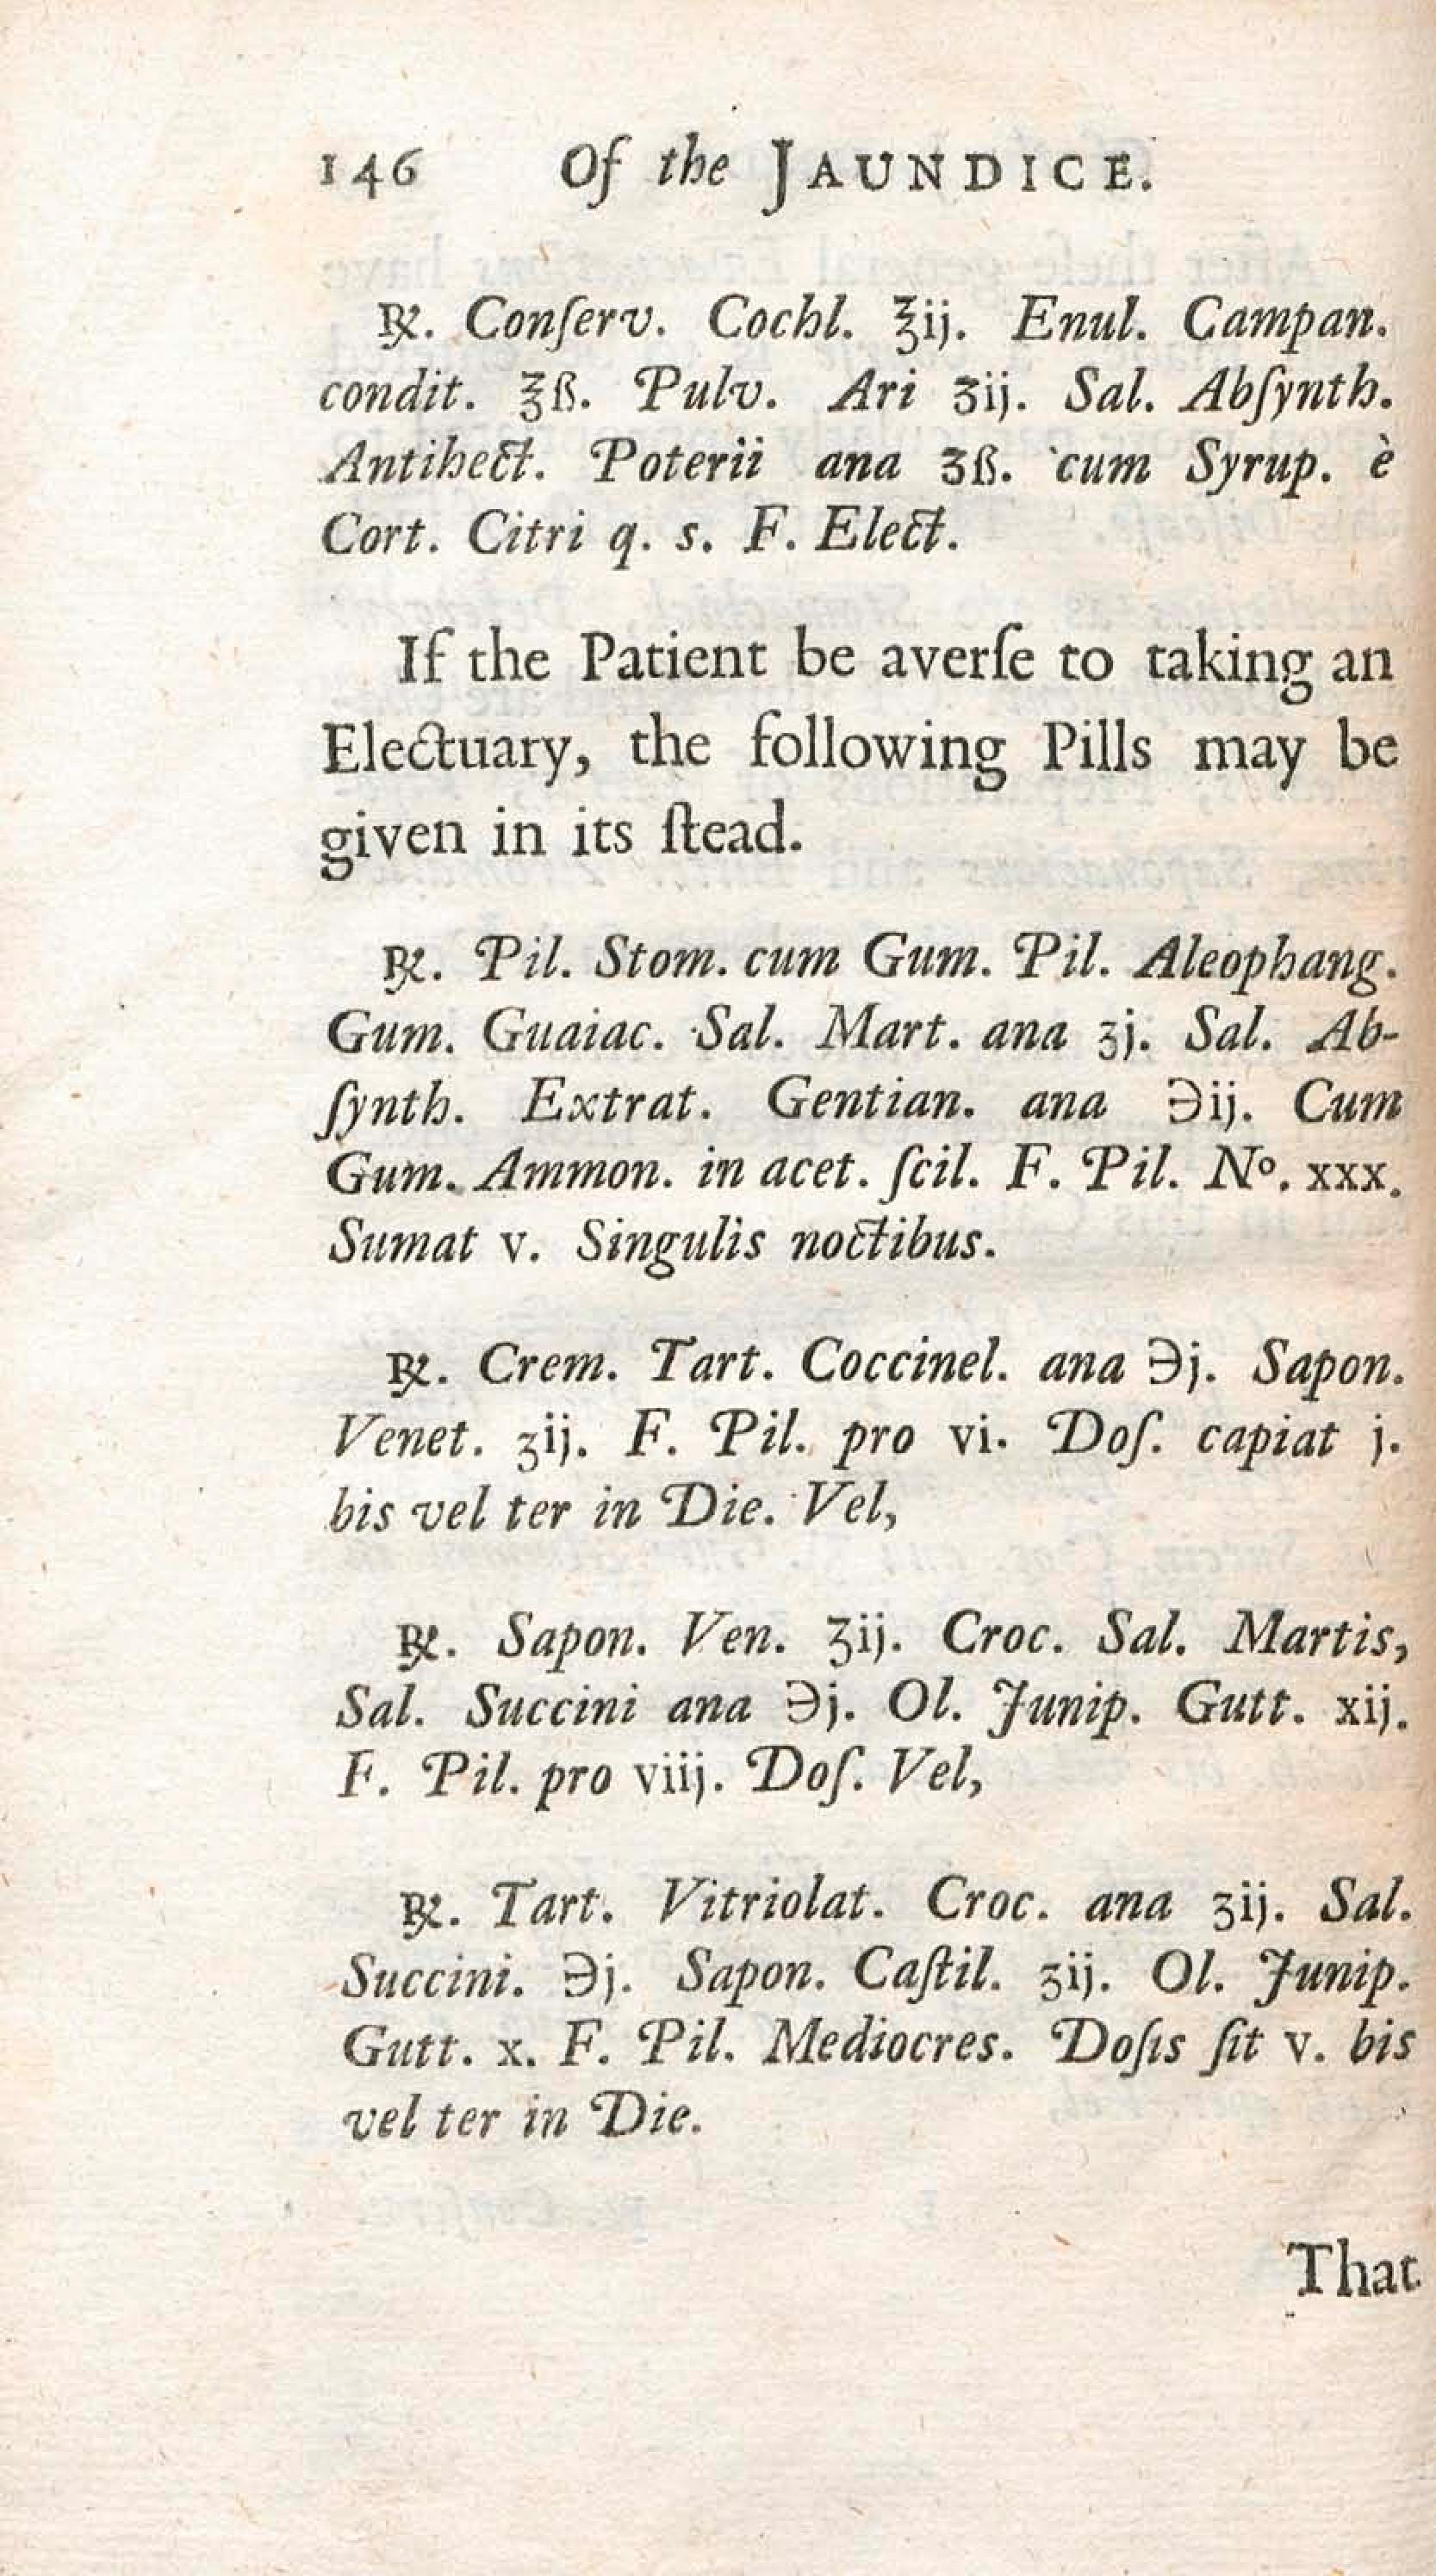 146 Of the JAUNDICE.
℞. Conſerv. Cochl. ℥ij. Enul. Campan.
condit. ℥ß. Pulv. Ari ʒij. Sal. Abſynth.
Antihect. Poterii ana ʒß. cum Syrup. è
Cort. Citri q. s. F. Elect.
If the Patient be averſe to taking an
Electuary, the following Pills may be
given in its ſtead.
℞. Pil. Stom. cum Gum. Pil. Aleophang.
Gum. Guaiac. Sal. Mart. ana ʒj. Sal. Ab-
ſynth. Extrat. Gentian. ana ℈ij. Cum
Gum. Ammon. in acet. ſcil. F. Pil. Nº. xxx.
Sumat v. Singulis noctibus.
℞. Crem. Tart. Coccinel. ana ℈j. Sapon.
Venet. ʒij. F. Pil. pro vi. Doſ. capiat j.
bis vel ter in Die. Vel,
℞. Sapon. Ven. ʒij. Croc. Sal. Martis,
Sal. Succini ana ℈j. Ol. Junip. Gutt. xij.
F. Pil. pro viij. Doſ. Vel,
℞. Tart. Vitriolat. Croc. ana ʒij. Sal.
Succini. ℈j. Sapon. Caſtil. ʒij. Ol. Junip.
Gutt. x. F. Pil. Mediocres. Doſis ſit v. bis
vel ter in Die.
That